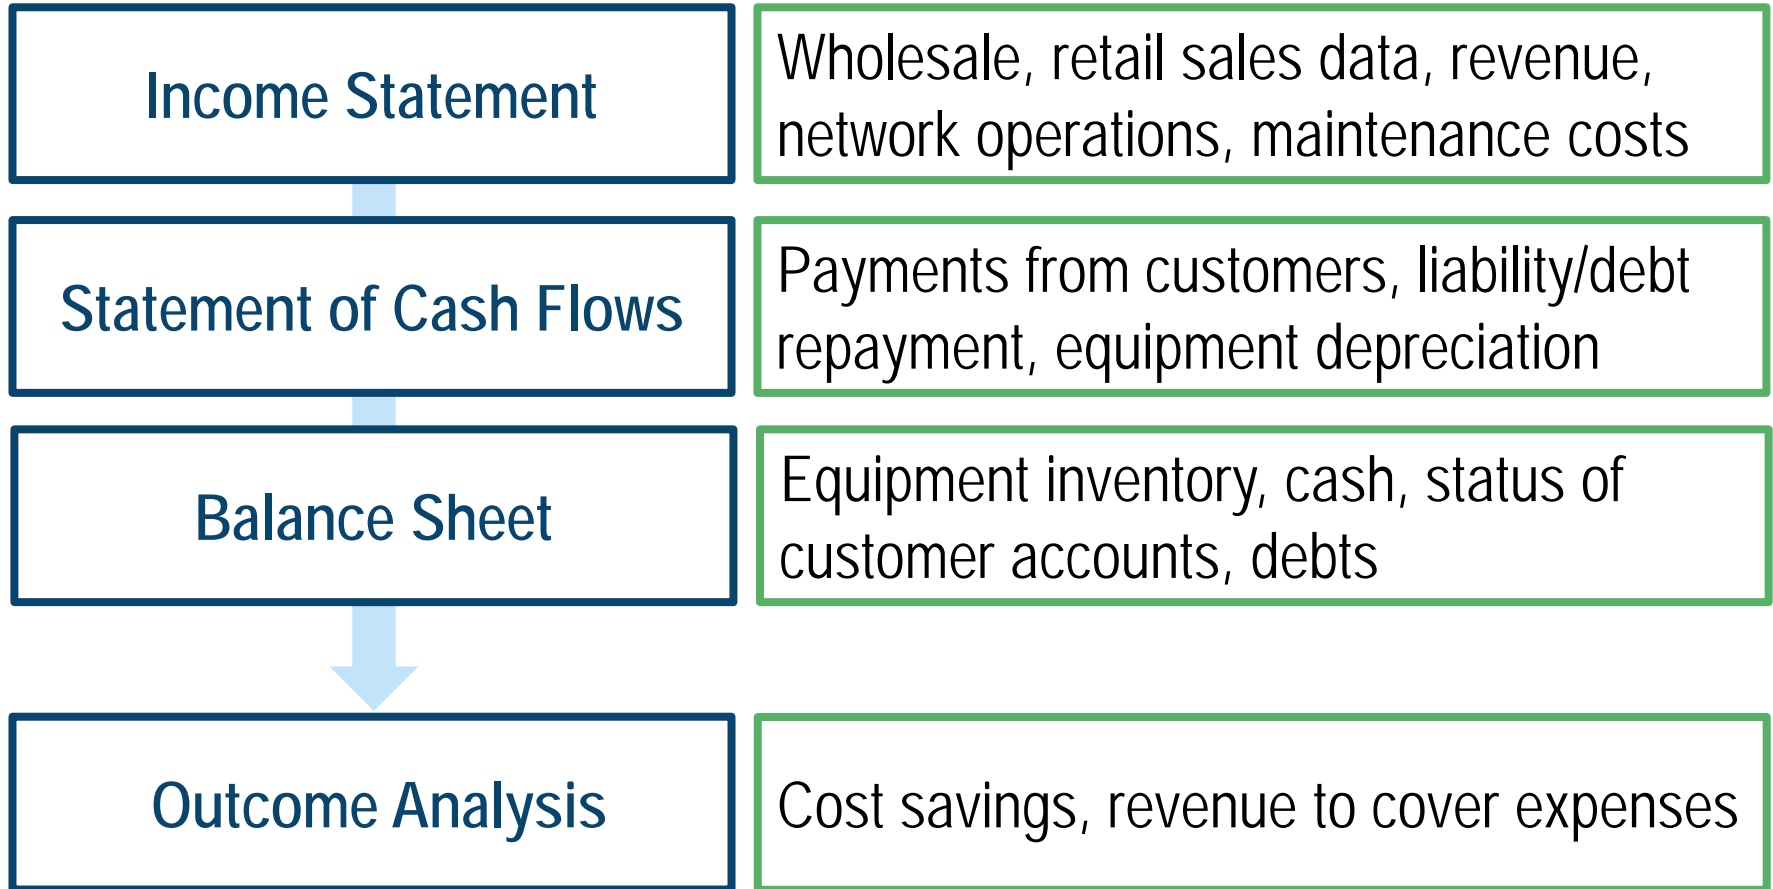 Income Statement
Wholesale, retail sales data, revenue,
network operations, maintenance costs
Statement of Cash Flows
Payments from customers, liability/debt
repayment, equipment depreciation
Balance Sheet
Equipment inventory, cash, status of
customer accounts, debts
Outcome Analysis
Cost savings, revenue to cover expenses